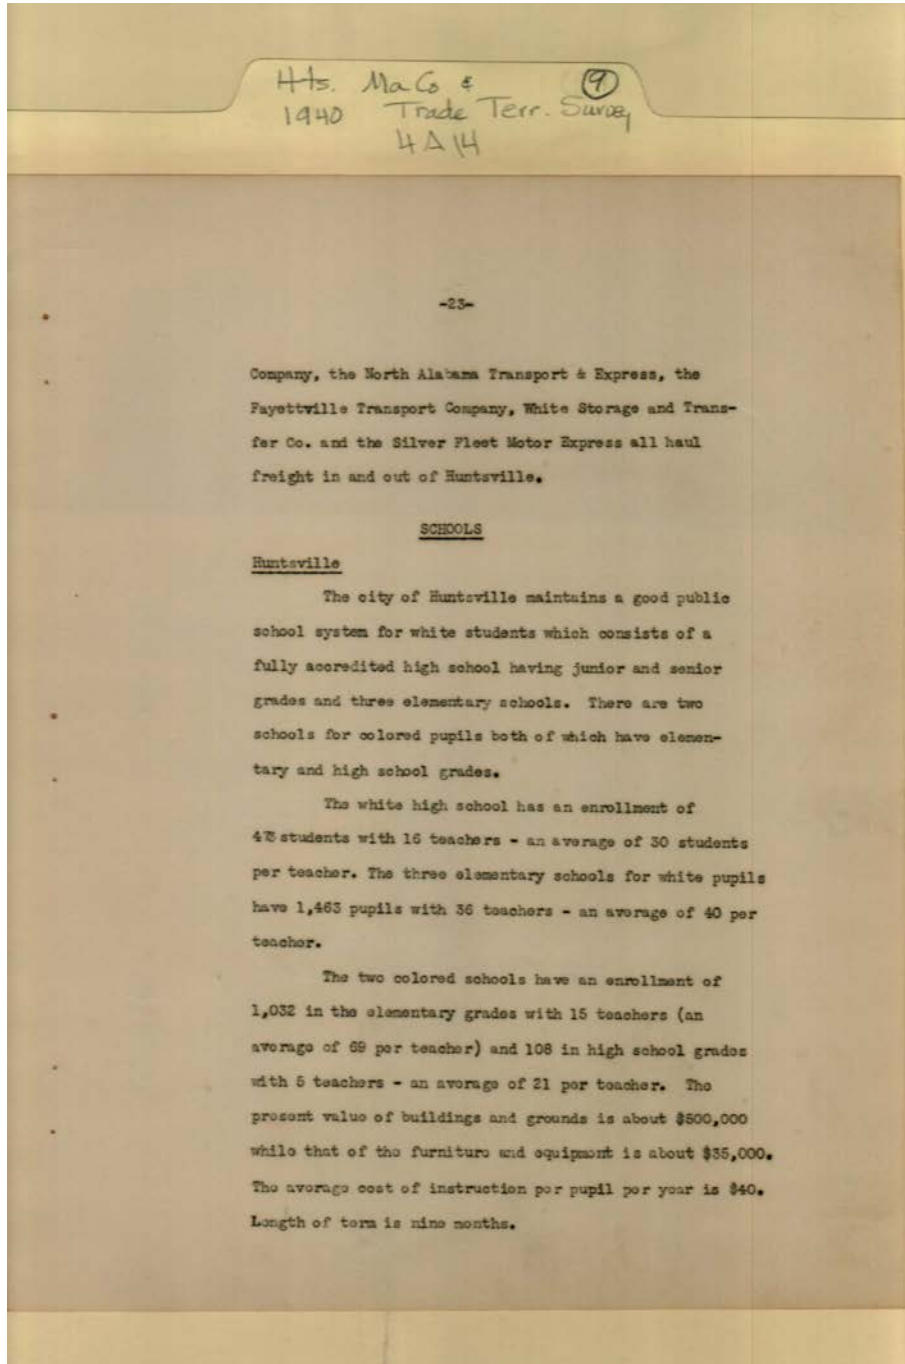 Hts. Ma Co & 9
1940 Trade Terr. Survey
4A14
-23-
Company, the North Alabama Transport & Express, the
Fayettville Transport Company, White Storage and Trans-
fer Co. and the Silver Fleet Motor Express all haul
freight in and out of Huntsville.
SCHOOLS
Huntsville
The city of Huntsville maintains a good public
school system for white students which consists of a
fully accredited high school having junior and senior
grades and three elementary schools. There are two
schools for colored pupils both of which have elemen-
tary and high school grades.
The white high school has an enrollment of
students with 16 teachers - an average of 30 students
per teacher. The three elementary schools for white pupils
have 1,463 pupils with 36 teachers - an average of 40 per
teacher.
The two colored schools have an enrollment of
1,032 in the elementary grades with 15 teachers (an
average of 69 per teacher) and 108 in high school grades
with 5 teachers - an average of 21 per teacher. The
present value of buildings and grounds is about $500,000
while that of the furniture and equipment is about $35,000.
The average cost of instruction per pupil per year is $40.
Length of term is nine months.